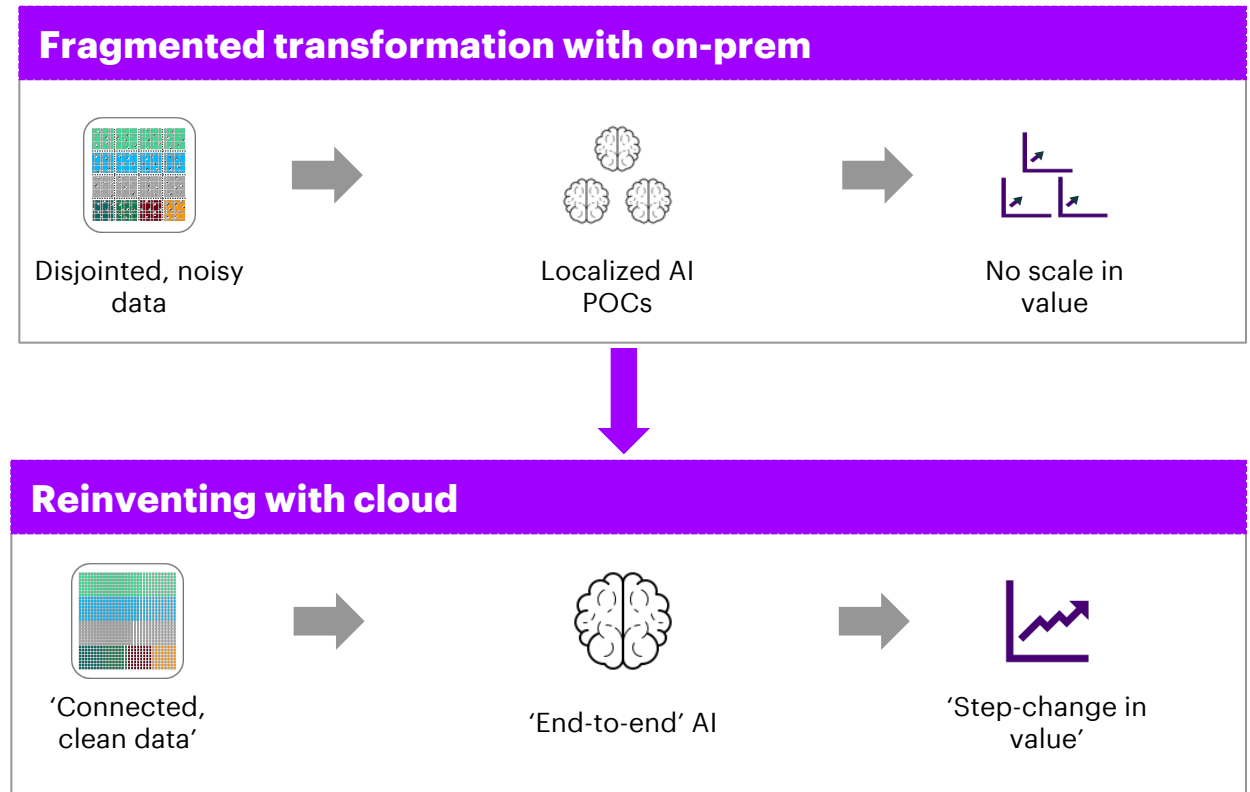 Fragmented transformation with on-prem
Disjointed, noisy
data
Localized AI
POCs
No scale in
value
Reinventing with cloud
‘Connected,
clean data’
‘End-to-end’ AI
‘Step-change in
value’